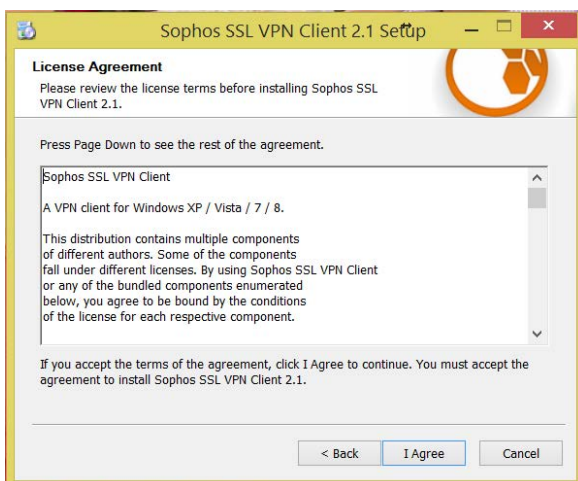 Sophos SSL VPN Client 2.1 Setup
License Agreement
Please review the license terms before installing Sophos SSL
VPN Client 2.1.
Press Page Down to see the rest of the agreement.
Sophos SSL VPN Client
A VPN client for Windows XP / Vista / 7 / 8.
This distribution contains multiple components
of different authors. Some of the components
fall under different licenses. By using Sophos SSL VPN Client
or any of the bundled components enumerated
below, you agree to be bound by the conditions
of the license for each respective component.
If you accept the terms of the agreement, click I Agree to continue. You must accept the
agreement to install Sophos SSL VPN Client 2.1.
< Back I Agree Cancel